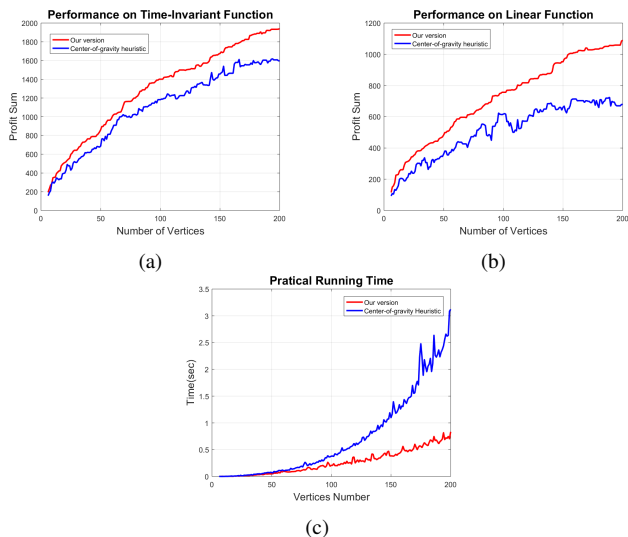 Performance on Time-Invariant Function
Our version
Center-of-gravity heuristic
Profit Sum
2000
1800
1600
1400
1200
1000
800
600
400
200
0
0 50 100 150 200
Number of Vertices
(a)
Performance on Linear Function
Our version
Center-of-gravity heuristic
Profit Sum
1200
1000
800
600
400
200
0
0 50 100 150 200
Number of Vertices
(b)
Pratical Running Time
Our version
Center-of-gravity Heuristic
Time(sec)
3.5
3
2.5
2
1.5
1
0.5
0
0 50 100 150 200
Vertices Number
(c)